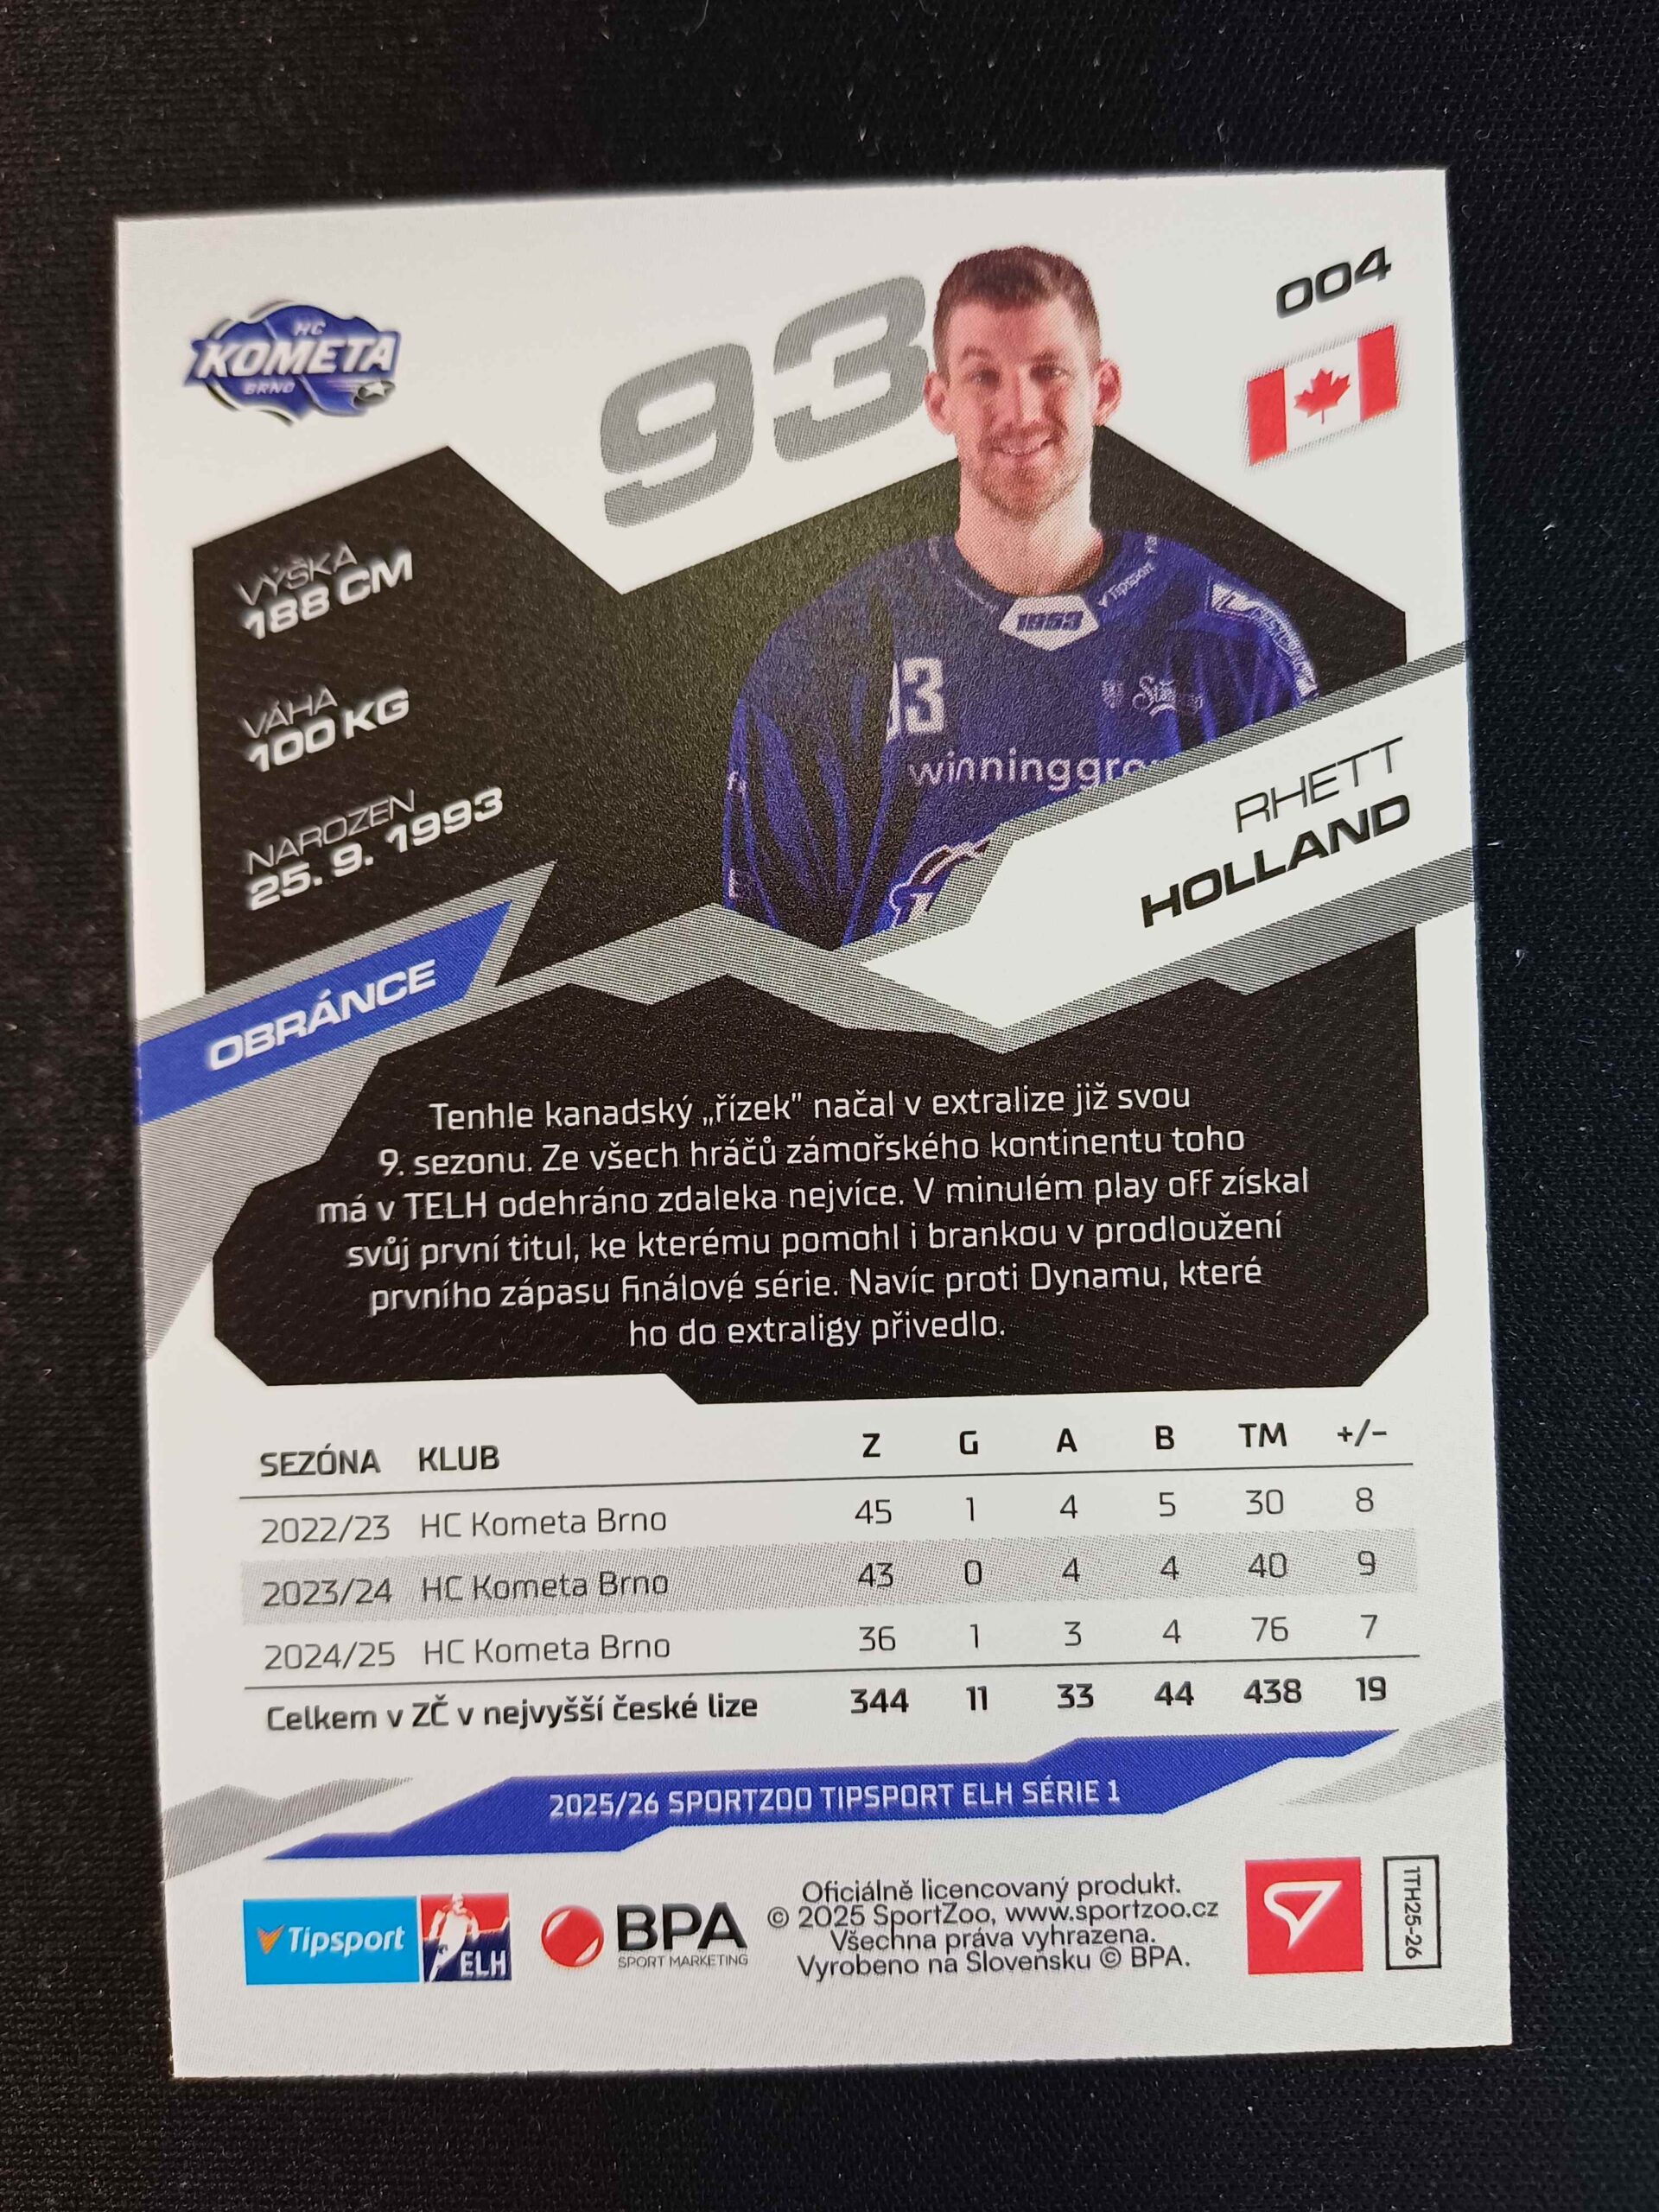 HC
KOMETA
BRNO
93
004
VÝŠKA
188 CM
VÁHA
100 KG
NAROZEN
25. 9. 1993
1953
Tipsport
93
winninggro
RHETT
HOLLAND
OBRÁNCE
Tenhle kanadský „řízek" načal v extralize již svou
9. sezonu. Ze všech hráčů zámořského kontinentu toho
má v TELH odehráno zdaleka nejvíce. V minulém play off získal
svůj první titul, ke kterému pomohl i brankou v prodloužení
prvního zápasu finálové série. Navíc proti Dynamu, které
ho do extraligy přivedlo.
SEZÓNA KLUB Z G A B TM +/-
2022/23 HC Kometa Brno 45 1 4 5 30 8
2023/24 HC Kometa Brno 43 0 4 4 40 9
2024/25 HC Kometa Brno 36 1 3 4 76 7
Celkem v ZČ v nejvyšší české lize 344 11 33 44 438 19
2025/26 SPORTZOO TIPSPORT ELH SÉRIE 1
Tipsport
ELH
BPA
SPORT MARKETING
Oficiálně licencovaný produkt.
© 2025 SportZoo, www.sportzoo.cz
Všechna práva vyhrazena.
Vyrobeno na Slovensku © BPA.
1TH25-26